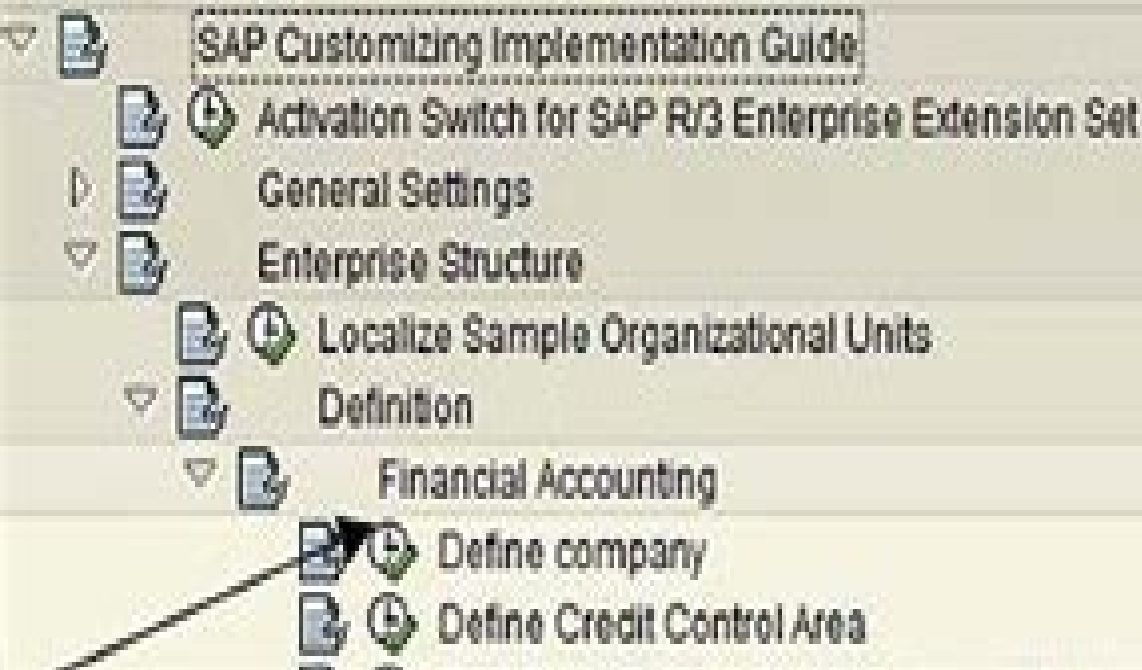 SAP Customizing Implementation Guide
Activation Switch for SAP R/3 Enterprise Extension Set
General Settings
Enterprise Structure
Localize Sample Organizational Units
Definition
Financial Accounting
Define company
Define Credit Control Area